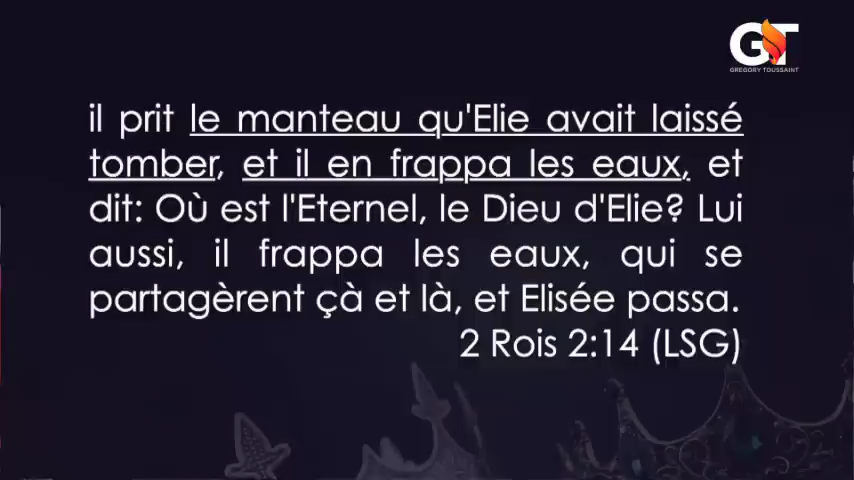 GT
GREGORY TOUSSAINT
il prit le manteau qu'Elie avait laissé
tomber, et il en frappa les eaux, et
dit: Où est l'Eternel, le Dieu d'Elie? Lui
aussi, il frappa les eaux, qui se
partagèrent çà et là, et Elisée passa.
2 Rois 2:14 (LSG)